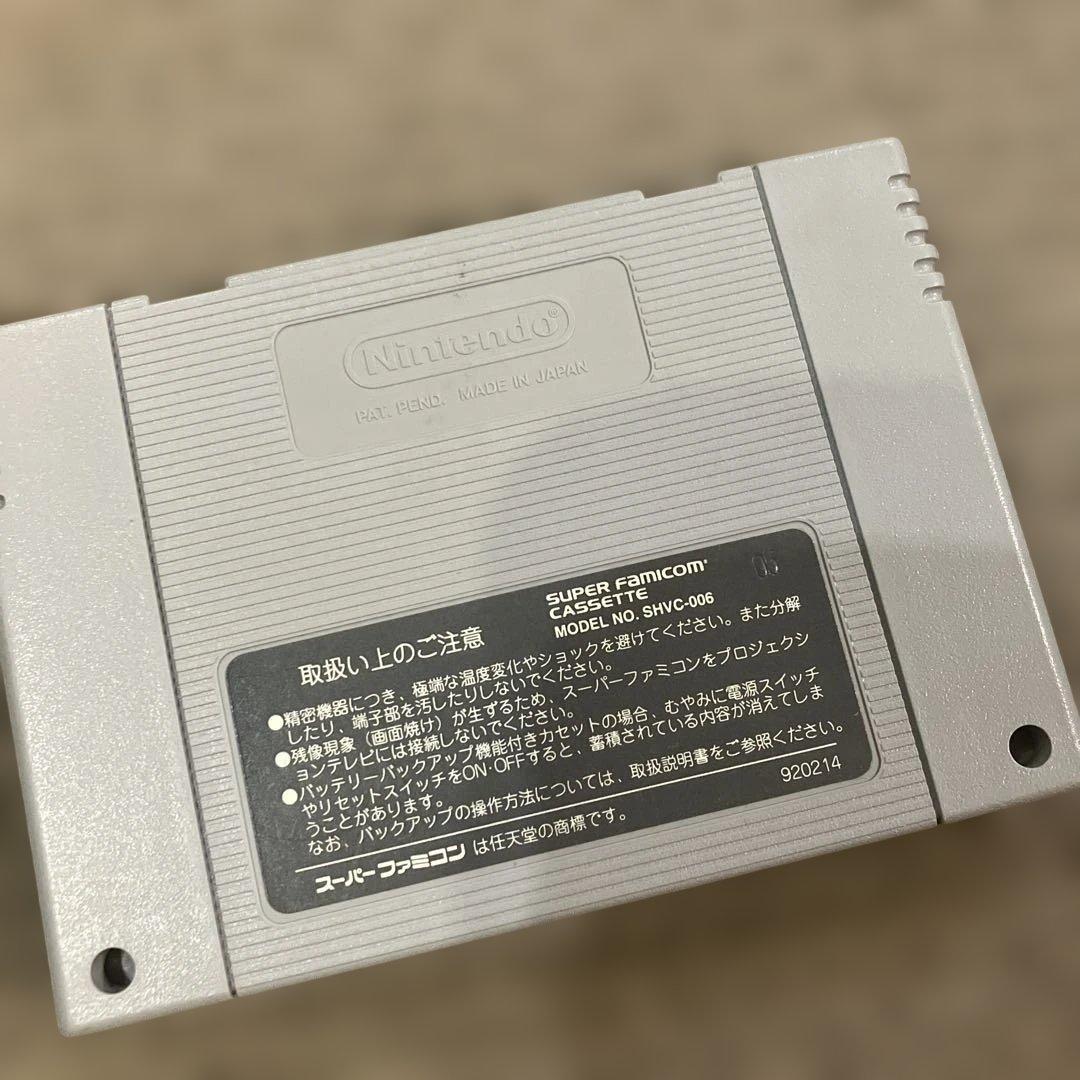 Nintendo®
PAT. PEND. MADE IN JAPAN
SUPER FAMICOM
CASSETTE
MODEL NO. SHVC-006
05
取扱い上のご注意
●精密機器につき、極端な温度変化やショックを避けてください。また分解
したり、端子部を汚したりしないでください。
●残像現象(画面焼け)が生ずるため、スーパーファミコンをプロジェクシ
ョンテレビには接続しないでください。
●バッテリーバックアップ機能付きカセットの場合、むやみに電源スイッチ
やリセットスイッチをON・OFFすると、蓄積されている内容が消えてしま
うことがあります。
なお、バックアップの操作方法については、取扱説明書をご参照ください。
920214
スーパーファミコンは任天堂の商標です。